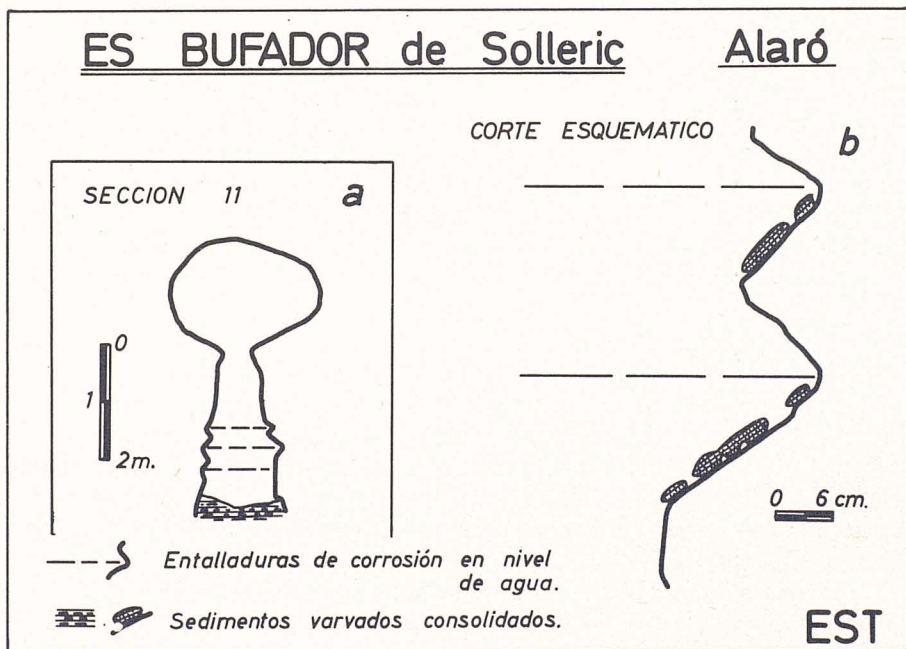 ES BUFADOR de Solleric Alaró
CORTE ESQUEMATICO b
SECCION 11 a
0
1
2m.
0 6 cm.
Entalladuras de corrosión en nivel
de agua.
Sedimentos varvados consolidados.
EST